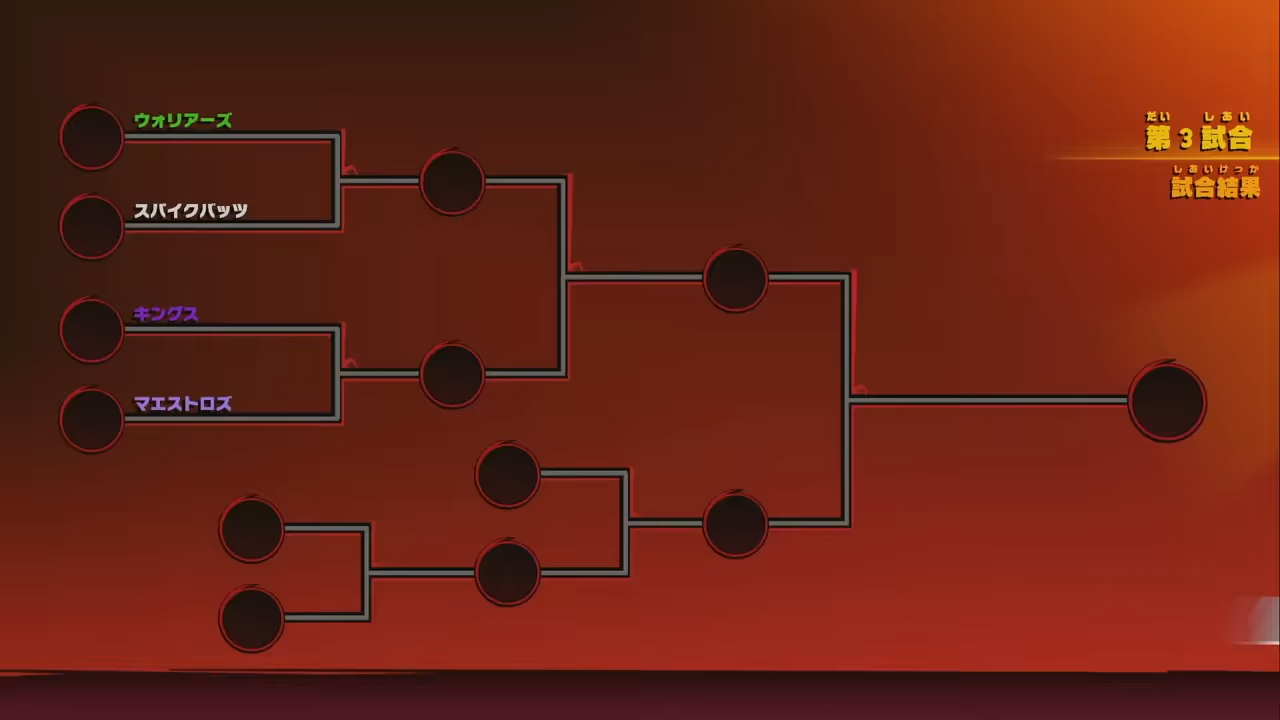 ウォリアーズ
スパイクバッツ
キングス
マエストロズ
だい しあい
第3試合
しあいけっか
試合結果